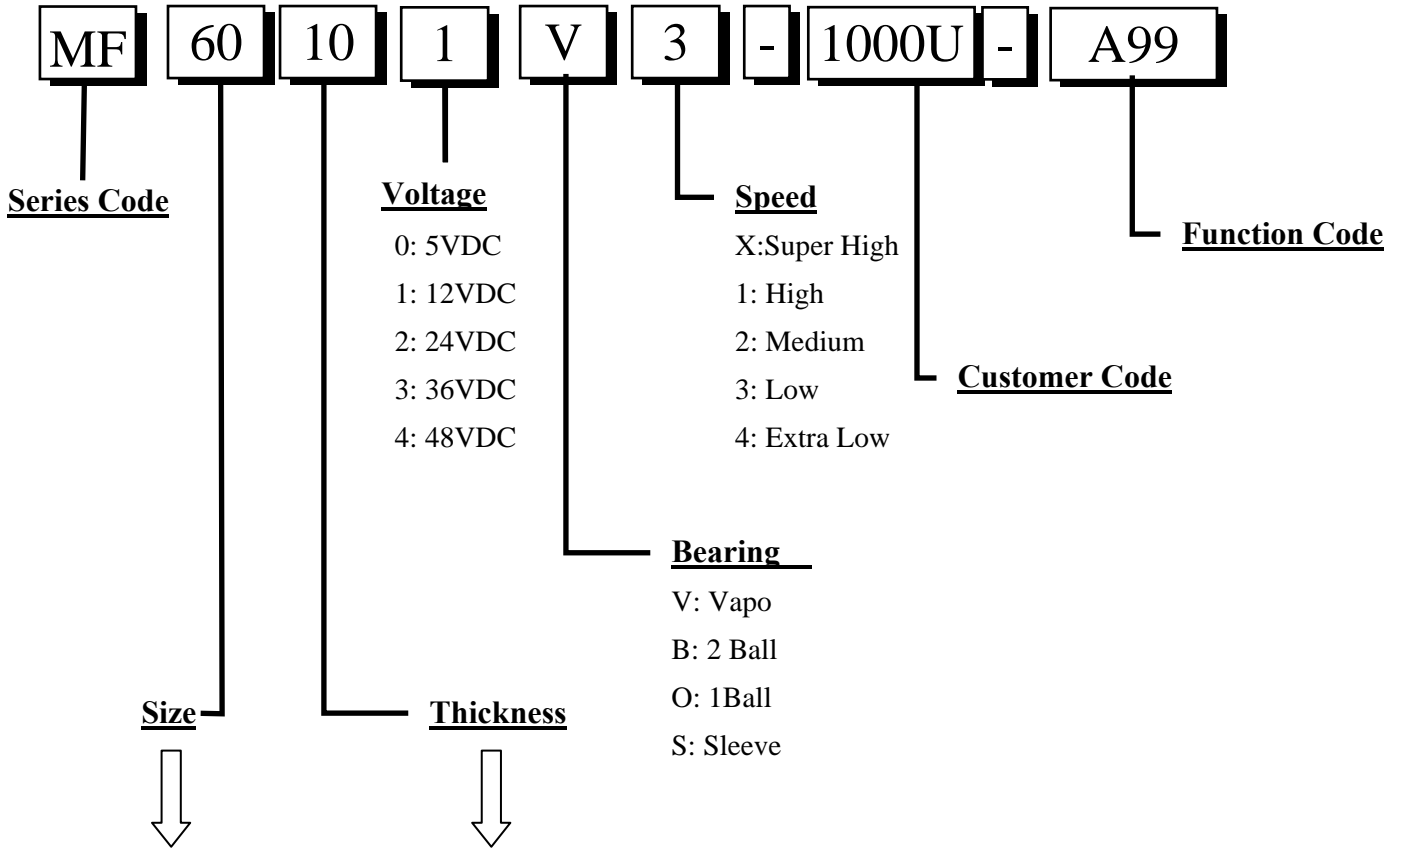 MF 60 10 1 V 3 - 1000U - A99
Series Code
Voltage
0: 5VDC
1: 12VDC
2: 24VDC
3: 36VDC
4: 48VDC
Speed
X:Super High
1: High
2: Medium
3: Low
4: Extra Low
Function Code
Customer Code
Bearing
V: Vapo
B: 2 Ball
O: 1Ball
S: Sleeve
Size
Thickness